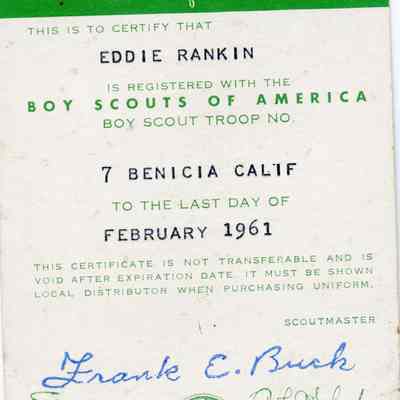 THIS IS TO CERTIFY THAT
EDDIE RANKIN
IS REGISTERED WITH THE
BOY SCOUTS OF AMERICA
BOY SCOUT TROOP NO.
7 BENICIA CALIF
TO THE LAST DAY OF
FEBRUARY 1961
THIS CERTIFICATE IS NOT TRANSFERABLE AND IS
VOID AFTER EXPIRATION DATE. IT MUST BE SHOWN
LOCAL DISTRIBUTOR WHEN PURCHASING UNIFORM.
SCOUTMASTER
Frank E. Buck